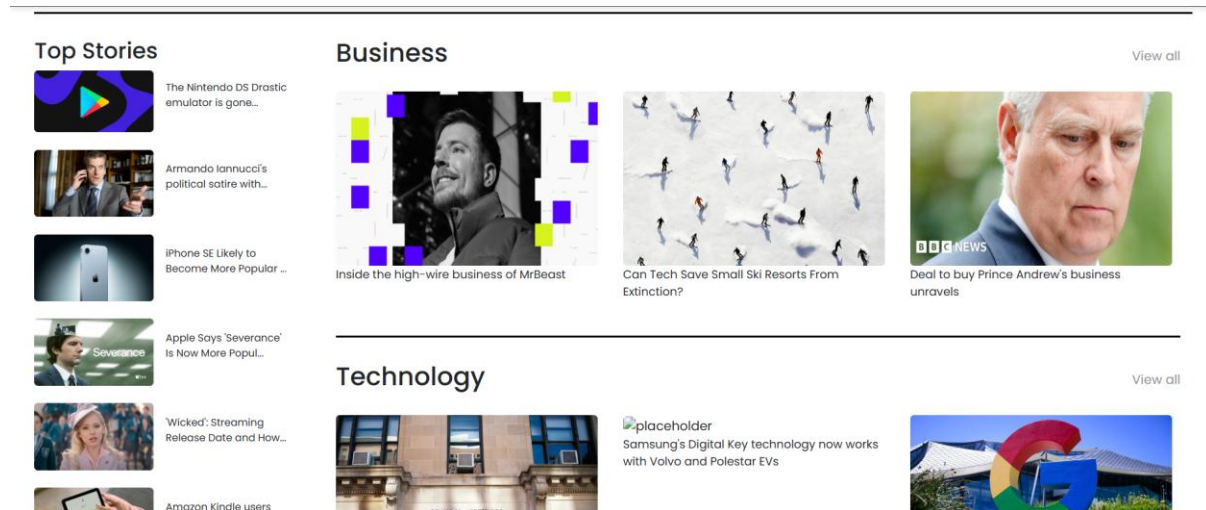 Top Stories
The Nintendo DS Drastic
emulator is gone...
Armando Iannucci's
political satire with...
iPhone SE Likely to
Become More Popular ...
Severance
Apple Says 'Severance'
Is Now More Popul...
'Wicked': Streaming
Release Date and How...
Amazon Kindle users
Business
View all
Inside the high-wire business of MrBeast
Can Tech Save Small Ski Resorts From
Extinction?
BBC NEWS
Deal to buy Prince Andrew's business
unravels
Technology
View all
placeholder
Samsung's Digital Key technology now works
with Volvo and Polestar EVs